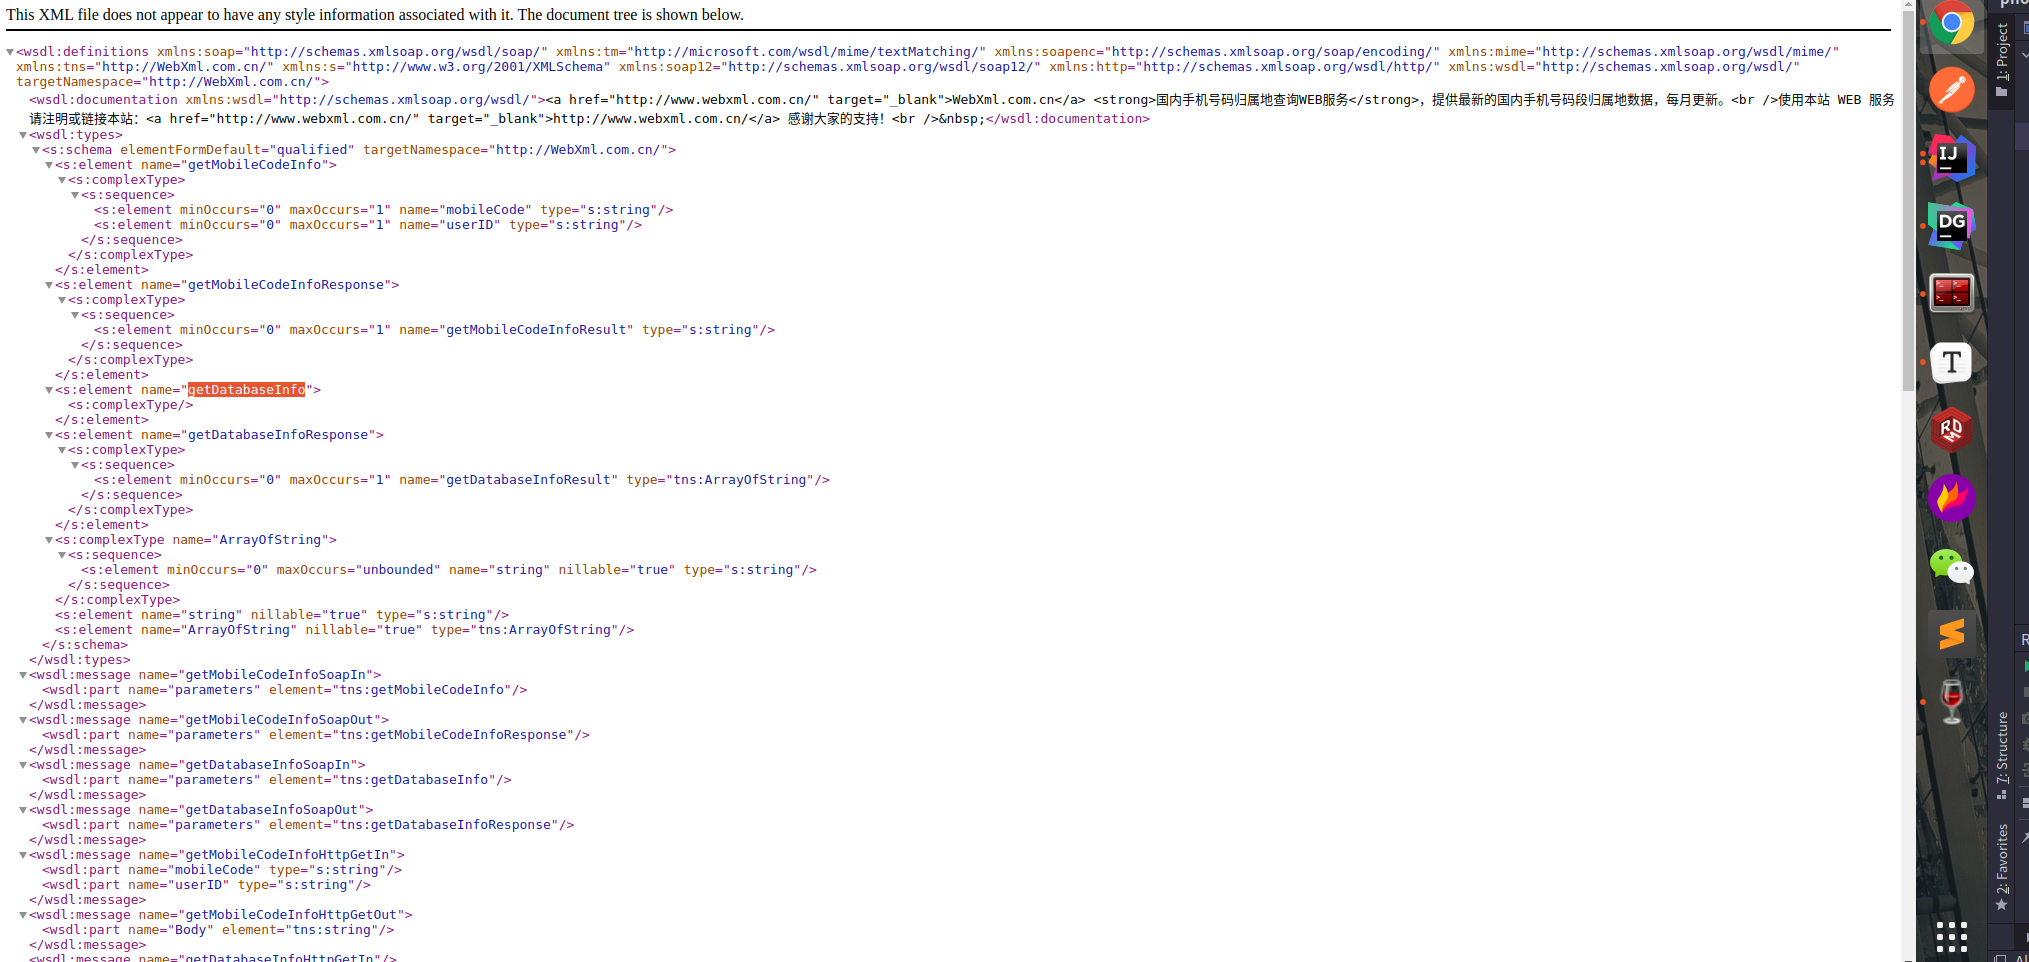 This XML file does not appear to have any style information associated with it. The document tree is shown below.
▼<wsdl:definitions xmlns:soap="http://schemas.xmlsoap.org/wsdl/soap/" xmlns:tm="http://microsoft.com/wsdl/mime/textMatching/" xmlns:soapenc="http://schemas.xmlsoap.org/soap/encoding/" xmlns:mime="http://schemas.xmlsoap.org/wsdl/mime/"
xmlns:tns="http://WebXml.com.cn/" xmlns:s="http://www.w3.org/2001/XMLSchema" xmlns:soap12="http://schemas.xmlsoap.org/wsdl/soap12/" xmlns:http="http://schemas.xmlsoap.org/wsdl/http/" xmlns:wsdl="http://schemas.xmlsoap.org/wsdl/"
targetNamespace="http://WebXml.com.cn/">
<wsdl:documentation xmlns:wsdl="http://schemas.xmlsoap.org/wsdl/"><a href="http://www.webxml.com.cn/" target="_blank">WebXml.com.cn</a> <strong>国内手机号码归属地查询WEB服务</strong>，提供最新的国内手机号码段归属地数据，每月更新。<br />使用本站 WEB 服务
请注明或链接本站：<a href="http://www.webxml.com.cn/" target="_blank">http://www.webxml.com.cn/</a> 感谢大家的支持！<br />&nbsp;</wsdl:documentation>
▼<wsdl:types>
▼<s:schema elementFormDefault="qualified" targetNamespace="http://WebXml.com.cn/">
▼<s:element name="getMobileCodeInfo">
▼<s:complexType>
▼<s:sequence>
<s:element minOccurs="0" maxOccurs="1" name="mobileCode" type="s:string"/>
<s:element minOccurs="0" maxOccurs="1" name="userID" type="s:string"/>
</s:sequence>
</s:complexType>
</s:element>
▼<s:element name="getMobileCodeInfoResponse">
▼<s:complexType>
▼<s:sequence>
<s:element minOccurs="0" maxOccurs="1" name="getMobileCodeInfoResult" type="s:string"/>
</s:sequence>
</s:complexType>
</s:element>
▼<s:element name="getDatabaseInfo">
<s:complexType/>
</s:element>
▼<s:element name="getDatabaseInfoResponse">
▼<s:complexType>
▼<s:sequence>
<s:element minOccurs="0" maxOccurs="1" name="getDatabaseInfoResult" type="tns:ArrayOfString"/>
</s:sequence>
</s:complexType>
</s:element>
▼<s:complexType name="ArrayOfString">
▼<s:sequence>
<s:element minOccurs="0" maxOccurs="unbounded" name="string" nillable="true" type="s:string"/>
</s:sequence>
</s:complexType>
<s:element name="string" nillable="true" type="s:string"/>
<s:element name="ArrayOfString" nillable="true" type="tns:ArrayOfString"/>
</s:schema>
</wsdl:types>
▼<wsdl:message name="getMobileCodeInfoSoapIn">
<wsdl:part name="parameters" element="tns:getMobileCodeInfo"/>
</wsdl:message>
▼<wsdl:message name="getMobileCodeInfoSoapOut">
<wsdl:part name="parameters" element="tns:getMobileCodeInfoResponse"/>
</wsdl:message>
▼<wsdl:message name="getDatabaseInfoSoapIn">
<wsdl:part name="parameters" element="tns:getDatabaseInfo"/>
</wsdl:message>
▼<wsdl:message name="getDatabaseInfoSoapOut">
<wsdl:part name="parameters" element="tns:getDatabaseInfoResponse"/>
</wsdl:message>
▼<wsdl:message name="getMobileCodeInfoHttpGetIn">
<wsdl:part name="mobileCode" type="s:string"/>
<wsdl:part name="userID" type="s:string"/>
</wsdl:message>
▼<wsdl:message name="getMobileCodeInfoHttpGetOut">
<wsdl:part name="Body" element="tns:string"/>
</wsdl:message>
<wsdl:message name="getDatabaseInfoHttpGetIn"/>
IJ
DG
T
RDM
1: Project
7: Structure
2: Favorites